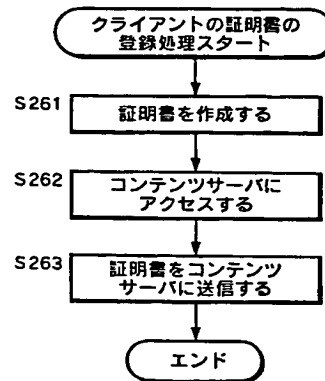 クライアントの証明書の
登録処理スタート
S261
証明書を作成する
S262
コンテンツサーバに
アクセスする
S263
証明書をコンテンツ
サーバに送信する
エンド